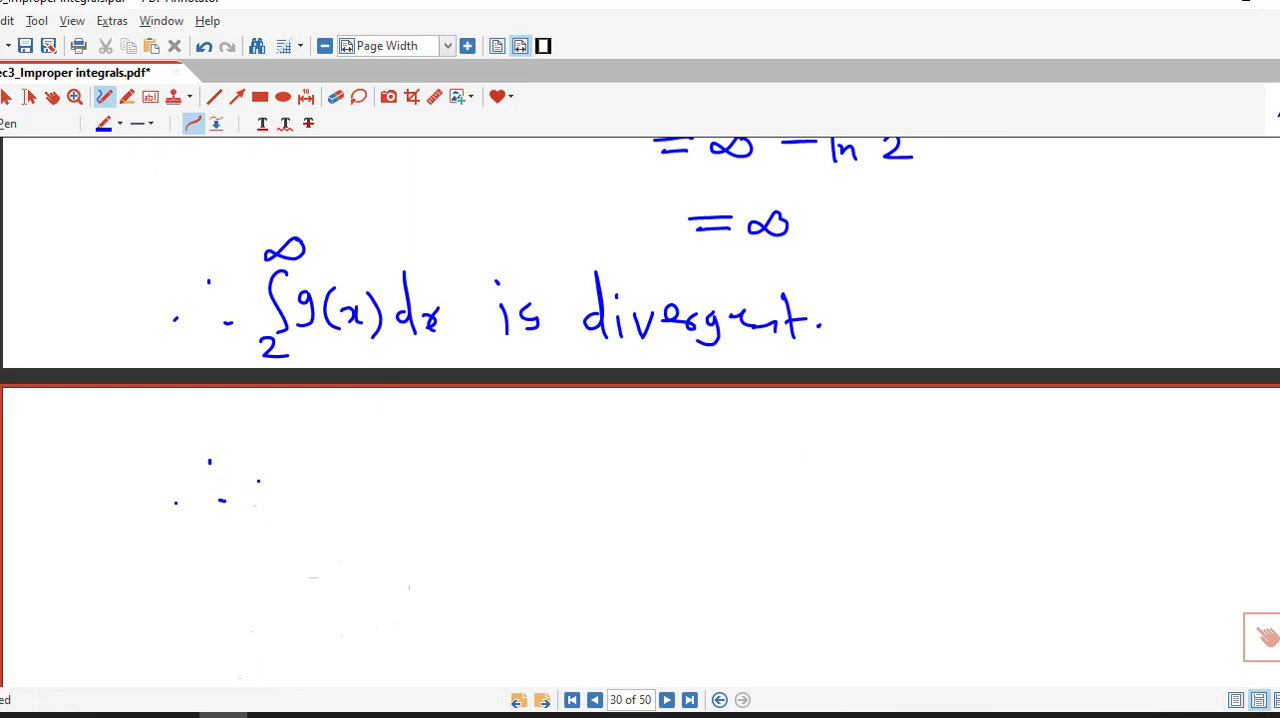 dit Tool View Extras Window Help
Page Width
ec3_Improper integrals.pdf*
Pen
= ∞ − ln 2
= ∞
∴ ∫₂^∞ g(x) dx is divergent.
∴
30 of 50